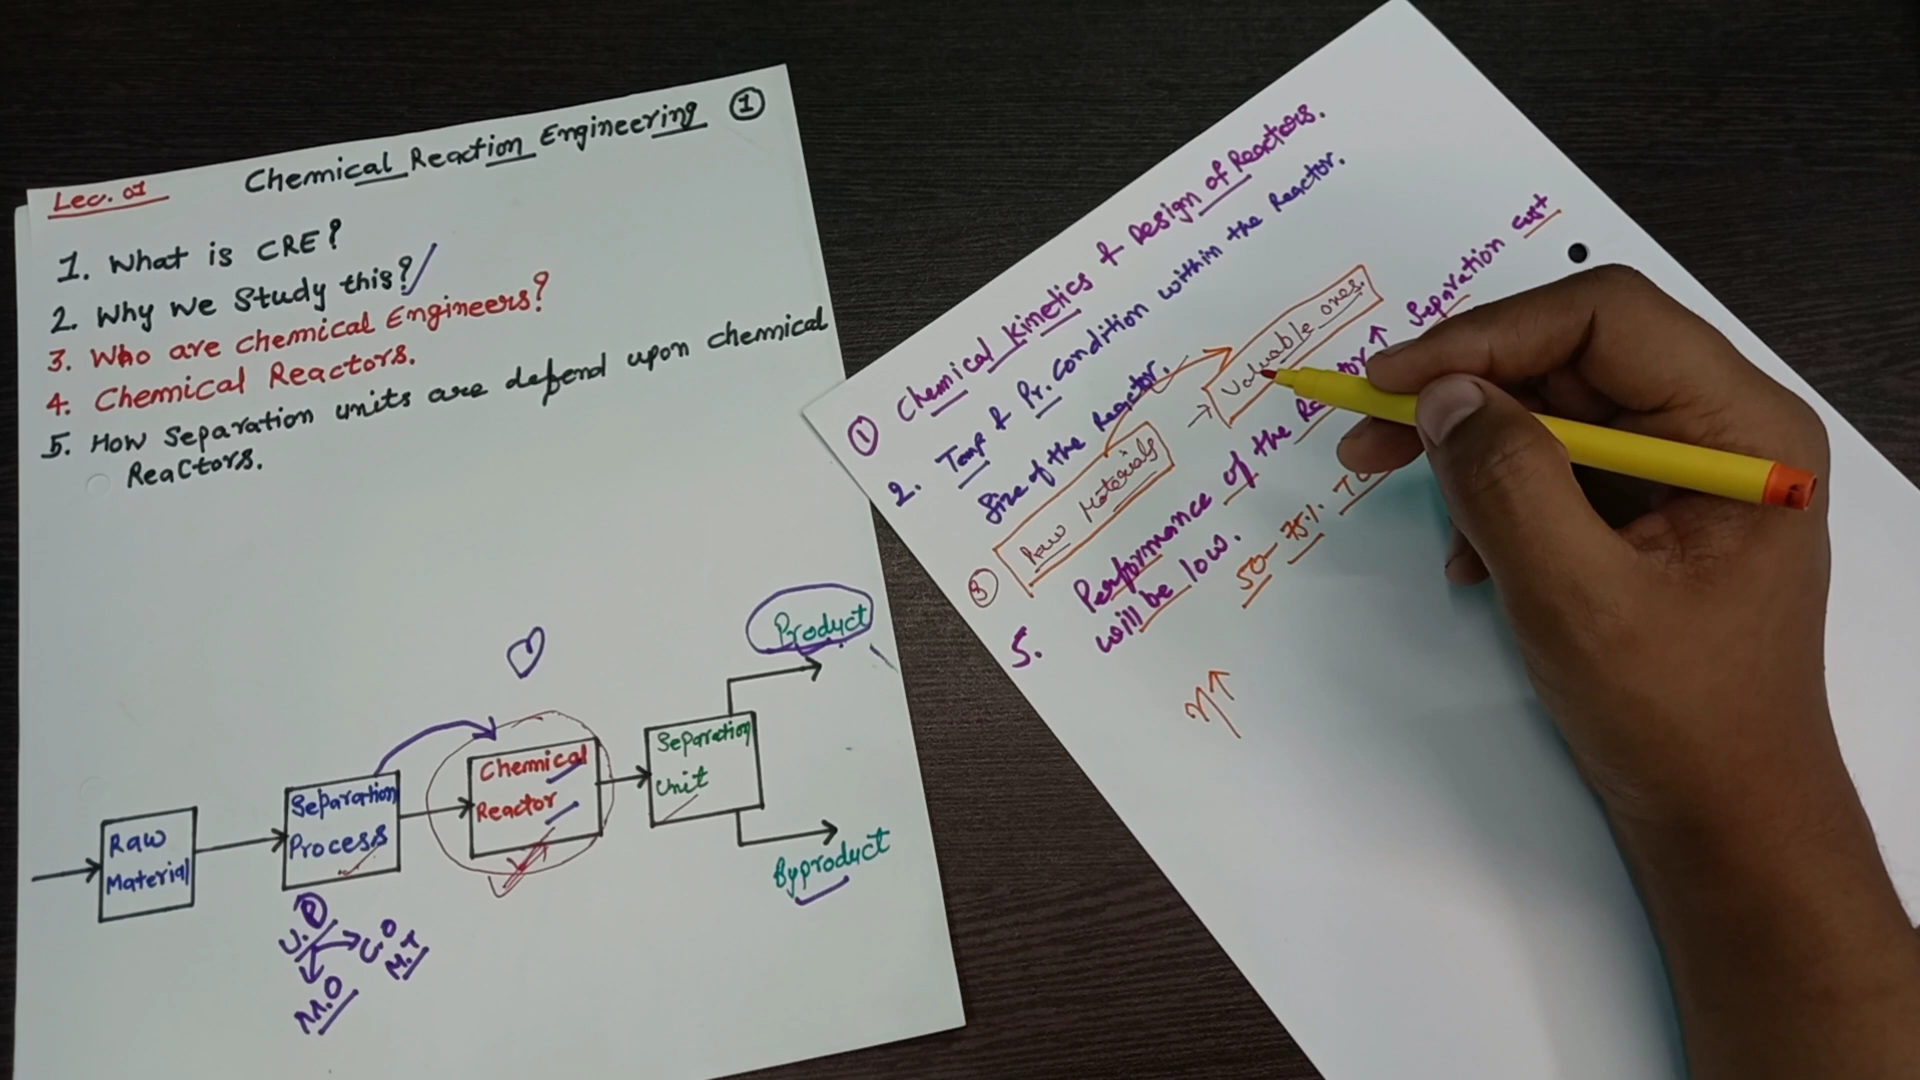 Lec. 01
Chemical Reaction Engineering ①
1. What is CRE?
2. Why We Study this?
3. Who are chemical Engineers?
4. Chemical Reactors.
5. How Separation units are defend upon chemical
Reactors.
Product
Chemical
Reactor
Separation
Unit
Separation
Process
Raw
Material
Byproduct
M.O
U.O
M.T
① Chemical Kinetics & Design of Reactors.
2. Temp & Pr. Condition within the Reactor.
Size of the Reactor.
③ Raw Materials → Valuable ones.
5. Performance of the ↑ Separation cost
will be low.
50-75%
η↑